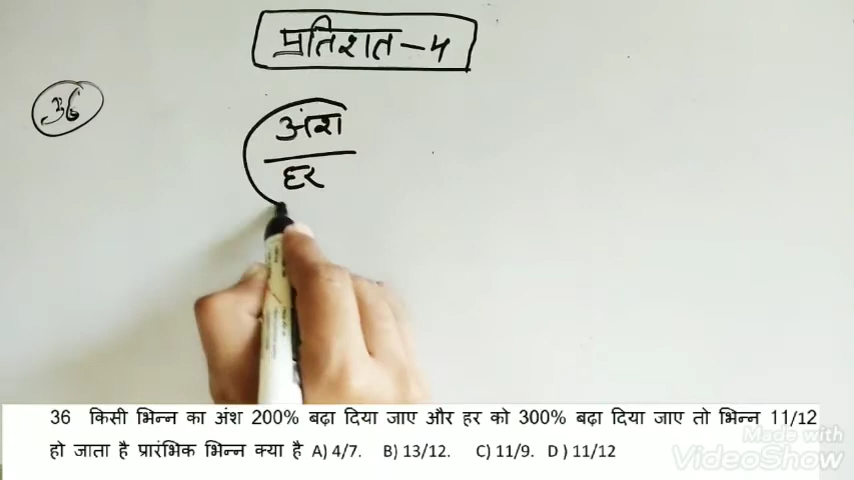 प्रतिशत-4
36
अंश
हर
36 किसी भिन्न का अंश 200% बढ़ा दिया जाए और हर को 300% बढ़ा दिया जाए तो भिन्न 11/12
हो जाता है प्रारंभिक भिन्न क्या है A) 4/7. B) 13/12. C) 11/9. D ) 11/12
Made with
VideoShow